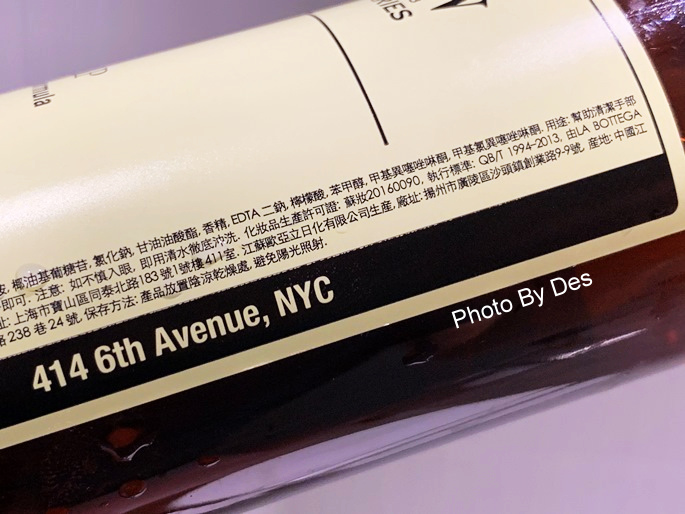 RIES
mula
椰油基葡糖苷, 氯化鈉, 甘油油酸酯, 香精, EDTA 二鈉, 檸檬酸, 苯甲醇, 甲基異噻唑啉酮, 甲基氯異噻唑啉酮. 用途: 幫助清潔手部
即可. 注意: 如不慎入眼, 即用清水徹底沖洗. 化妝品生產許可證: 蘇妝20160090, 執行標準: QB/T 1994-2013, 由LA BOTTEGA
上海市寶山區同泰北路183號1號樓411室. 江蘇歐亞立日化有限公司生產, 廠址: 揚州市廣陵區沙頭鎮創業路9-9號, 產地: 中國江
238 巷 24 號. 保存方法: 產品放置陰涼乾燥處, 避免陽光照射.
414 6th Avenue, NYC
Photo By Des